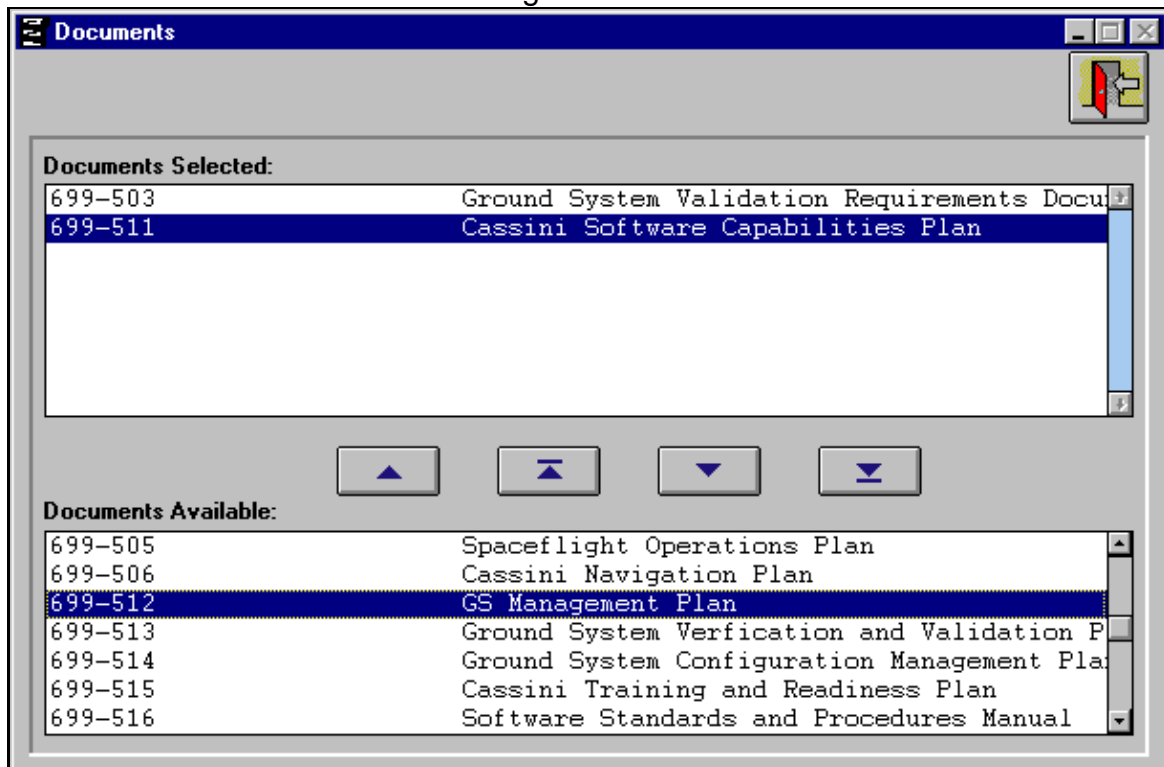 Documents
Documents Selected:
699-503 Ground System Validation Requirements Docu
699-511 Cassini Software Capabilities Plan
Documents Available:
699-505 Spaceflight Operations Plan
699-506 Cassini Navigation Plan
699-512 GS Management Plan
699-513 Ground System Verfication and Validation P
699-514 Ground System Configuration Management Pla
699-515 Cassini Training and Readiness Plan
699-516 Software Standards and Procedures Manual